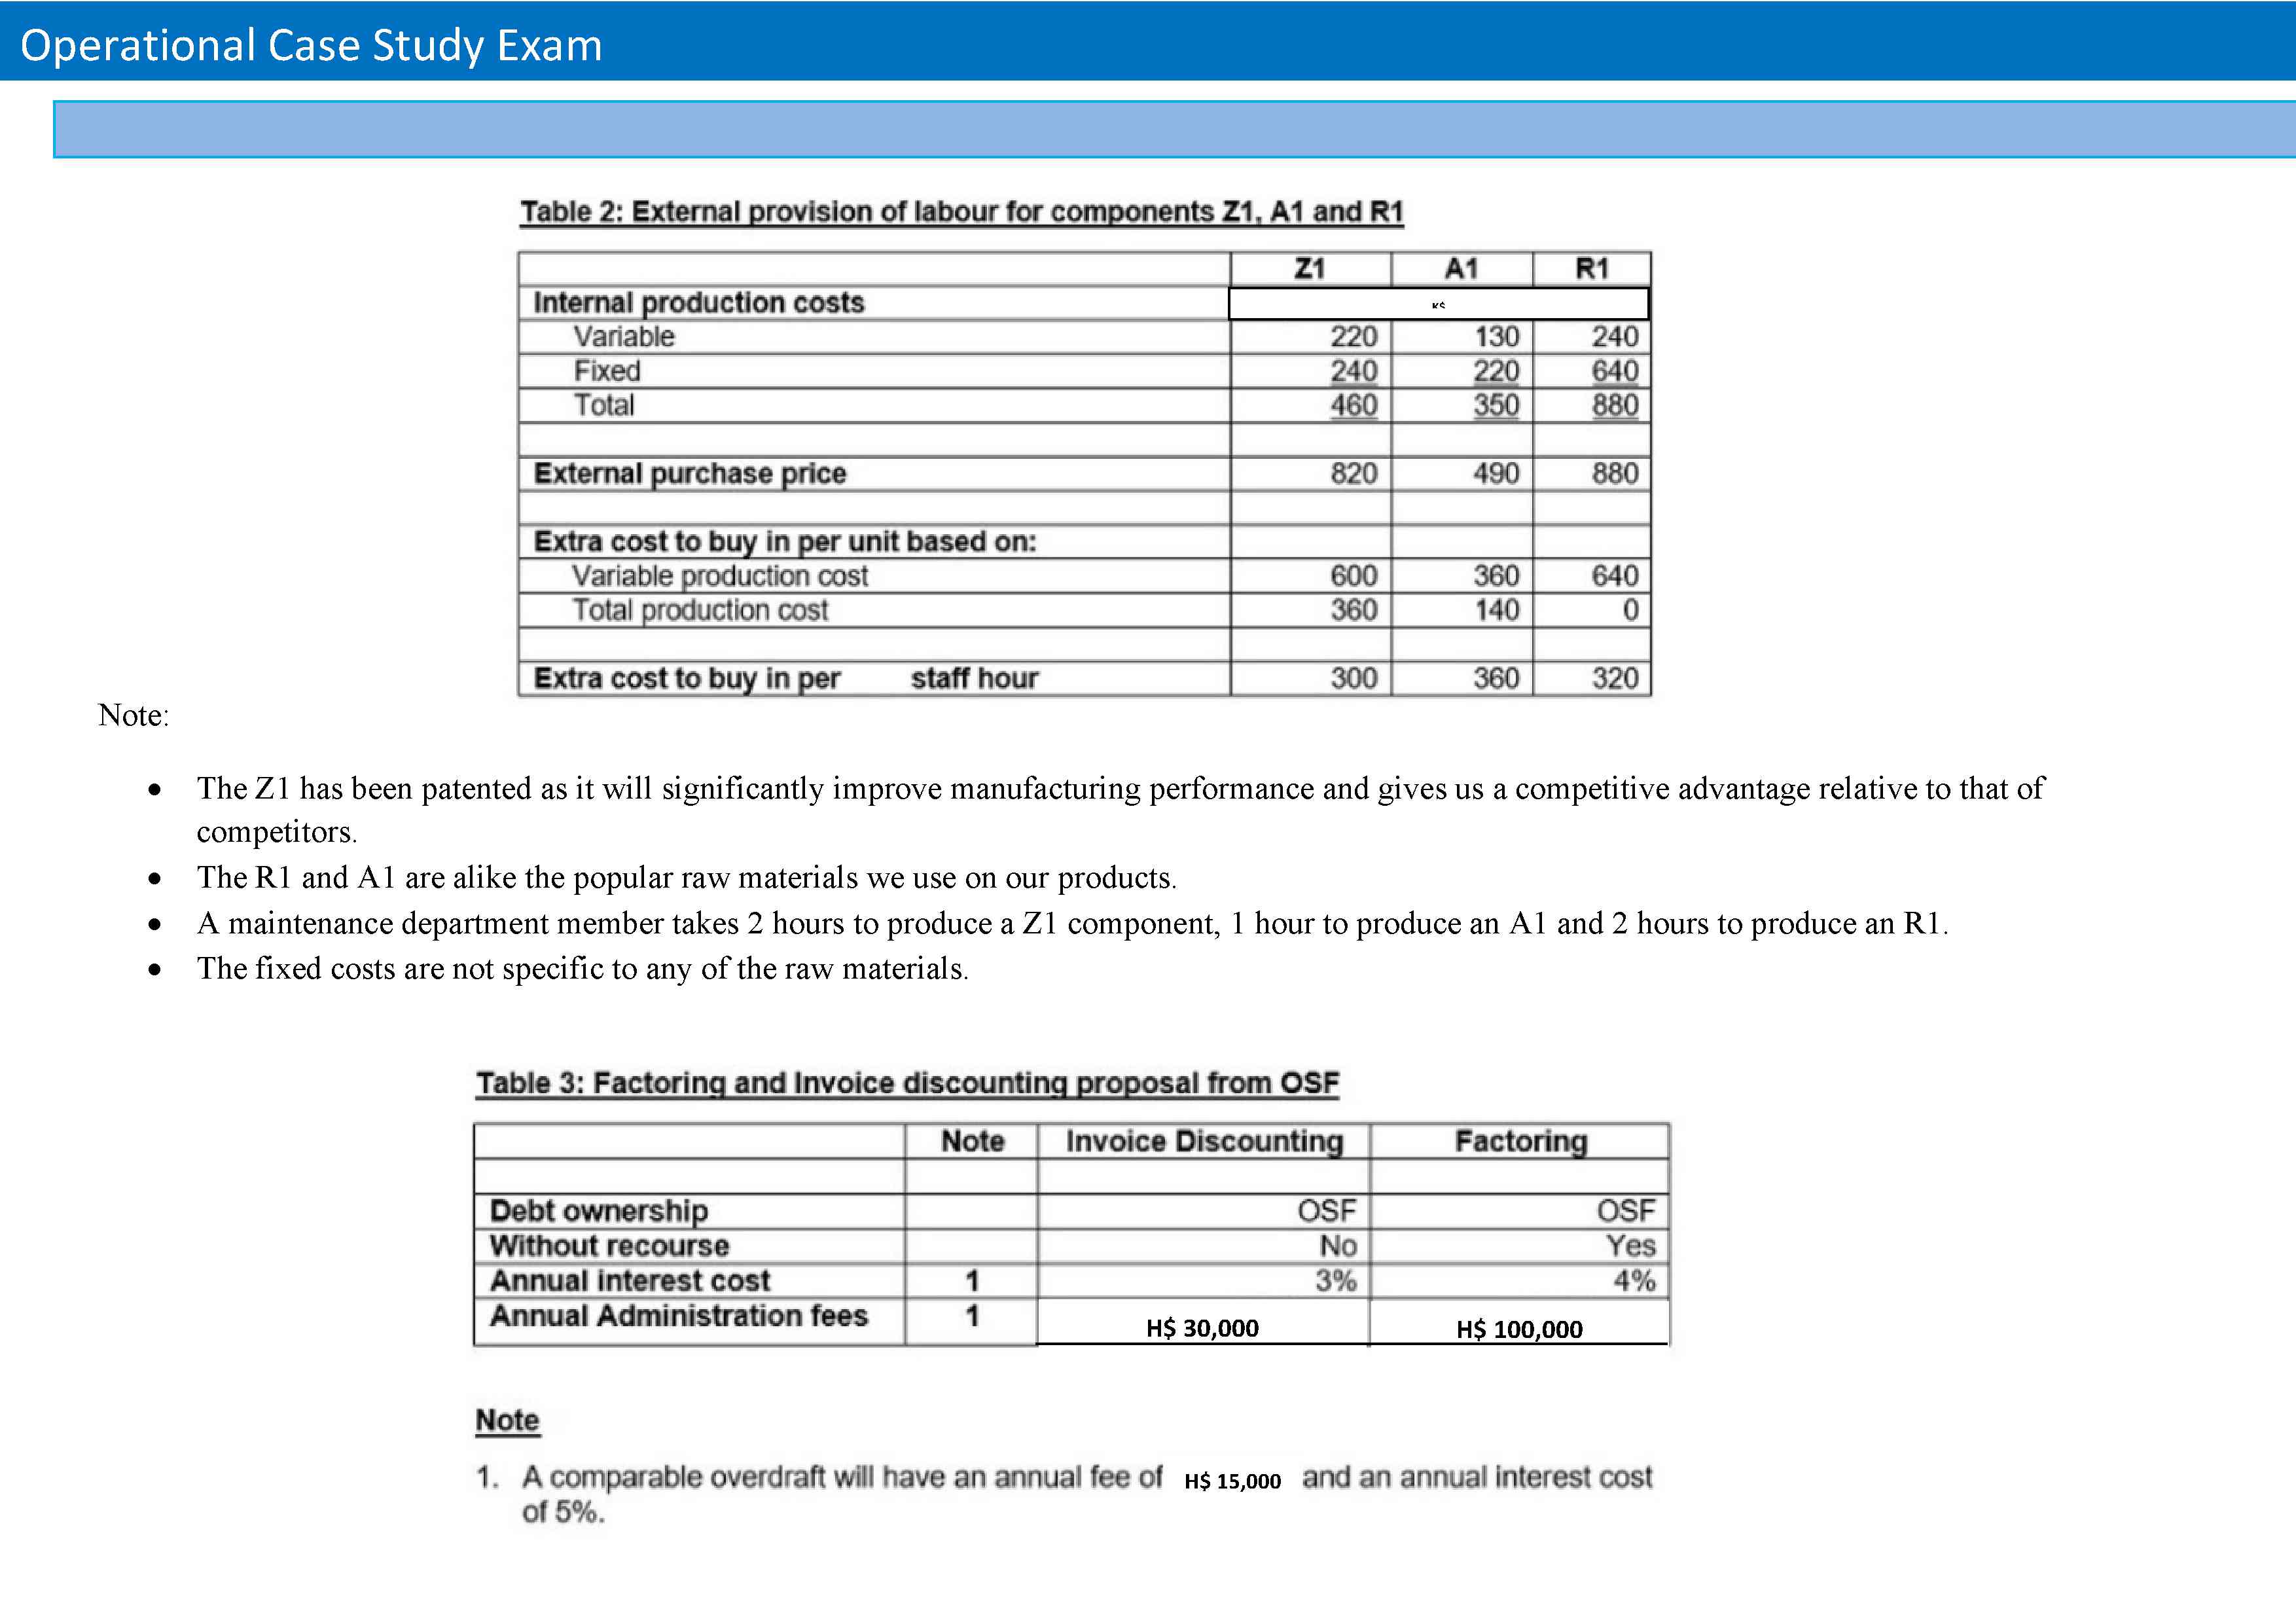 Operational Case Study Exam
Table 2: External provision of labour for components Z1, A1 and R1
Z1 A1 R1
Internal production costs K$
Variable 220 130 240
Fixed 240 220 640
Total 460 350 880
External purchase price 820 490 880
Extra cost to buy in per unit based on:
Variable production cost 600 360 640
Total production cost 360 140 0
Extra cost to buy in per staff hour 300 360 320
Note:
• The Z1 has been patented as it will significantly improve manufacturing performance and gives us a competitive advantage relative to that of
competitors.
• The R1 and A1 are alike the popular raw materials we use on our products.
• A maintenance department member takes 2 hours to produce a Z1 component, 1 hour to produce an A1 and 2 hours to produce an R1.
• The fixed costs are not specific to any of the raw materials.
Table 3: Factoring and Invoice discounting proposal from OSF
Note Invoice Discounting Factoring
Debt ownership OSF OSF
Without recourse No Yes
Annual interest cost 1 3% 4%
Annual Administration fees 1 H$ 30,000 H$ 100,000
Note
1. A comparable overdraft will have an annual fee of H$ 15,000 and an annual interest cost
of 5%.